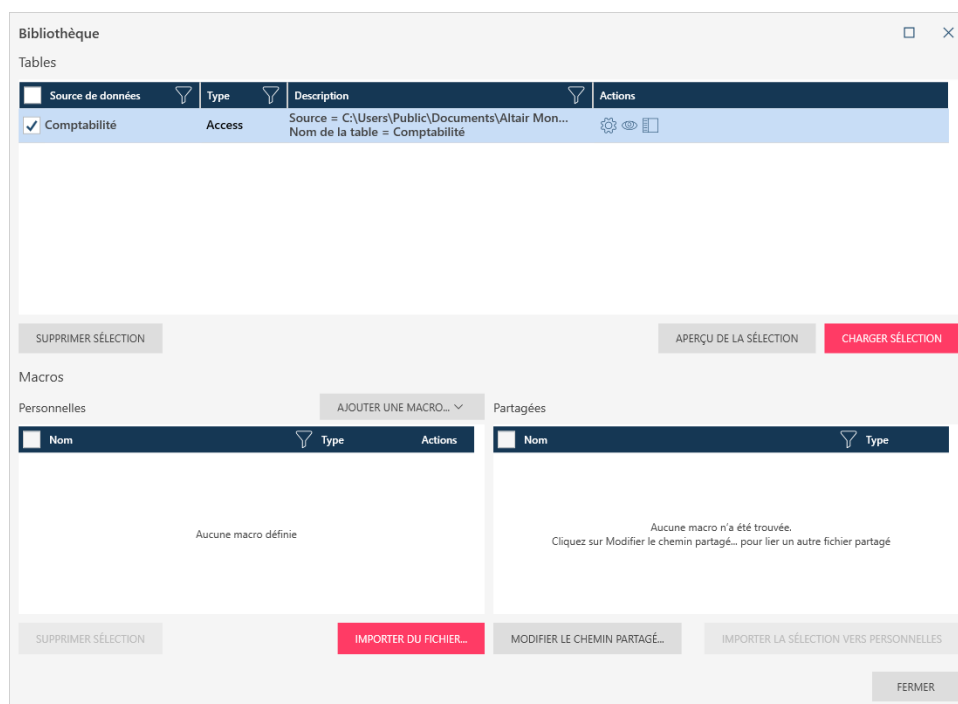 Bibliothèque
Tables
Source de données Type Description Actions
Comptabilité Access Source = C:\Users\Public\Documents\Altair Mon...
Nom de la table = Comptabilité
SUPPRIMER SÉLECTION APERÇU DE LA SÉLECTION CHARGER SÉLECTION
Macros
Personnelles AJOUTER UNE MACRO... Partagées
Nom Type Actions Nom Type
Aucune macro définie
Aucune macro n'a été trouvée.
Cliquez sur Modifier le chemin partagé... pour lier un autre fichier partagé
SUPPRIMER SÉLECTION IMPORTER DU FICHIER... MODIFIER LE CHEMIN PARTAGÉ... IMPORTER LA SÉLECTION VERS PERSONNELLES
FERMER